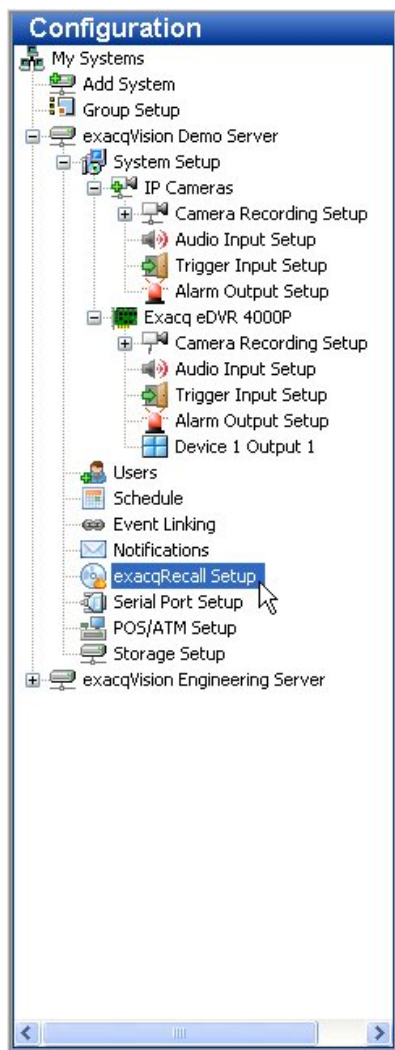 Configuration
My Systems
Add System
Group Setup
exacqVision Demo Server
System Setup
IP Cameras
Camera Recording Setup
Audio Input Setup
Trigger Input Setup
Alarm Output Setup
Exacq eDVR 4000P
Camera Recording Setup
Audio Input Setup
Trigger Input Setup
Alarm Output Setup
Device 1 Output 1
Users
Schedule
Event Linking
Notifications
exacqRecall Setup
Serial Port Setup
POS/ATM Setup
Storage Setup
exacqVision Engineering Server